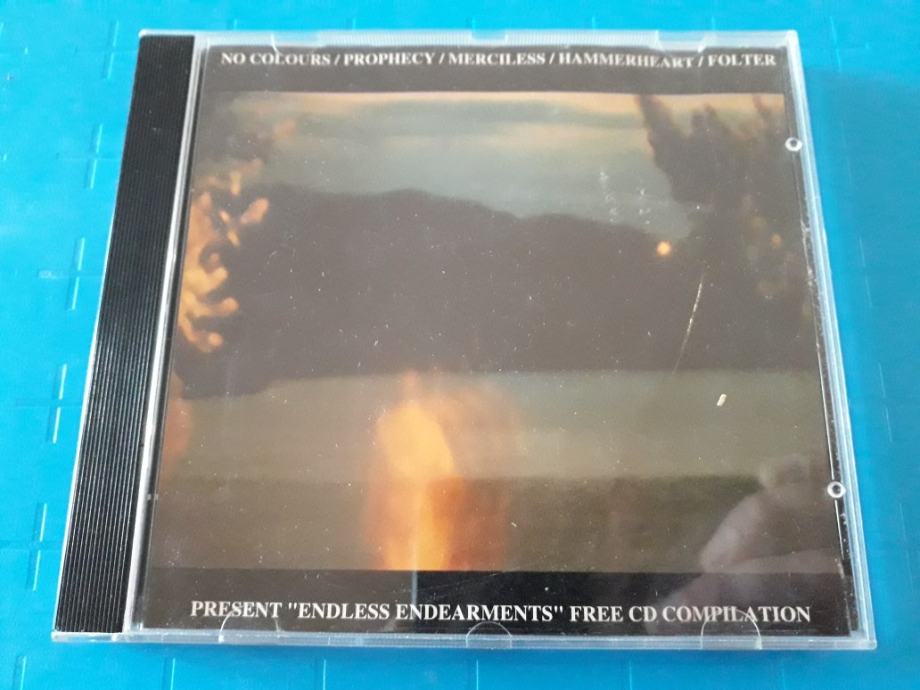 NO COLOURS / PROPHECY / MERCILESS / HAMMERHEART / FOLTER
PRESENT "ENDLESS ENDEARMENTS" FREE CD COMPILATION